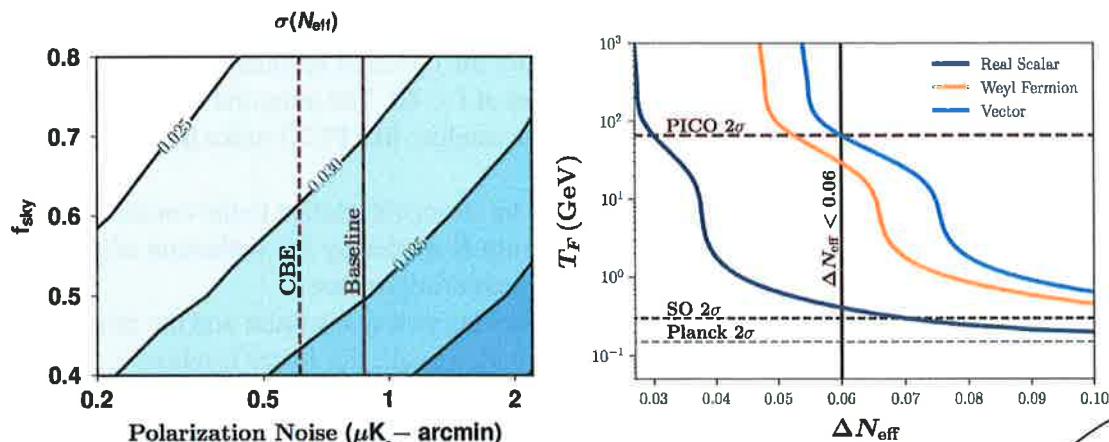 σ(N_eff)
f_sky
0.8
0.7
0.6
0.5
0.4
0.025
0.030
0.035
CBE
Baseline
0.2
0.5
1
2
Polarization Noise (μK − arcmin)
T_F (GeV)
10³
10²
10¹
10⁰
10⁻¹
Real Scalar
Weyl Fermion
Vector
PICO 2σ
ΔN_eff < 0.06
SO 2σ
Planck 2σ
0.03
0.04
0.05
0.06
0.07
0.08
0.09
0.10
ΔN_eff